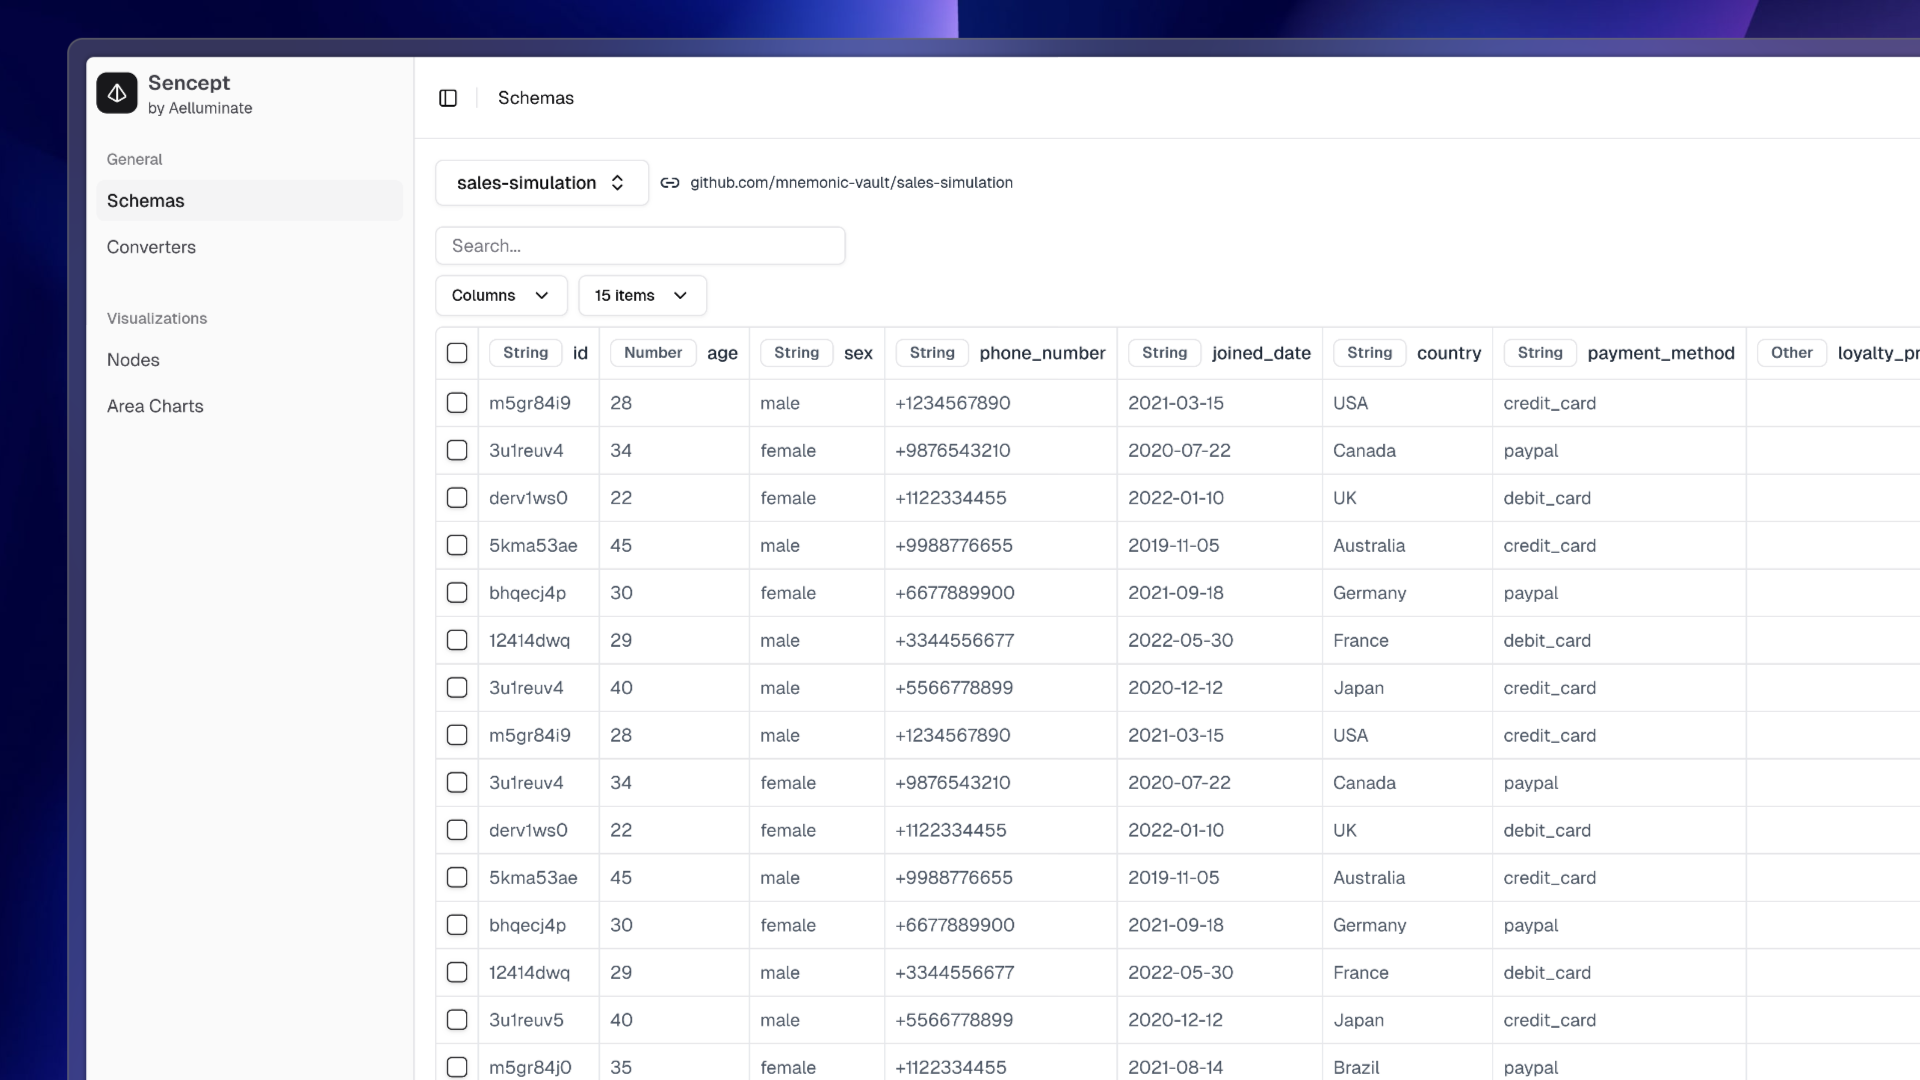 Sencept
by Aelluminate
General
Schemas
Converters
Visualizations
Nodes
Area Charts
Schemas
sales-simulation github.com/mnemonic-vault/sales-simulation
Search...
Columns 15 items
String id Number age String sex String phone_number String joined_date String country String payment_method Other loyalty_pr
m5gr84i9 28 male +1234567890 2021-03-15 USA credit_card
3u1reuv4 34 female +9876543210 2020-07-22 Canada paypal
derv1ws0 22 female +1122334455 2022-01-10 UK debit_card
5kma53ae 45 male +9988776655 2019-11-05 Australia credit_card
bhqecj4p 30 female +6677889900 2021-09-18 Germany paypal
12414dwq 29 male +3344556677 2022-05-30 France debit_card
3u1reuv4 40 male +5566778899 2020-12-12 Japan credit_card
m5gr84i9 28 male +1234567890 2021-03-15 USA credit_card
3u1reuv4 34 female +9876543210 2020-07-22 Canada paypal
derv1ws0 22 female +1122334455 2022-01-10 UK debit_card
5kma53ae 45 male +9988776655 2019-11-05 Australia credit_card
bhqecj4p 30 female +6677889900 2021-09-18 Germany paypal
12414dwq 29 male +3344556677 2022-05-30 France debit_card
3u1reuv5 40 male +5566778899 2020-12-12 Japan credit_card
m5gr84j0 35 female +1122334455 2021-08-14 Brazil paypal